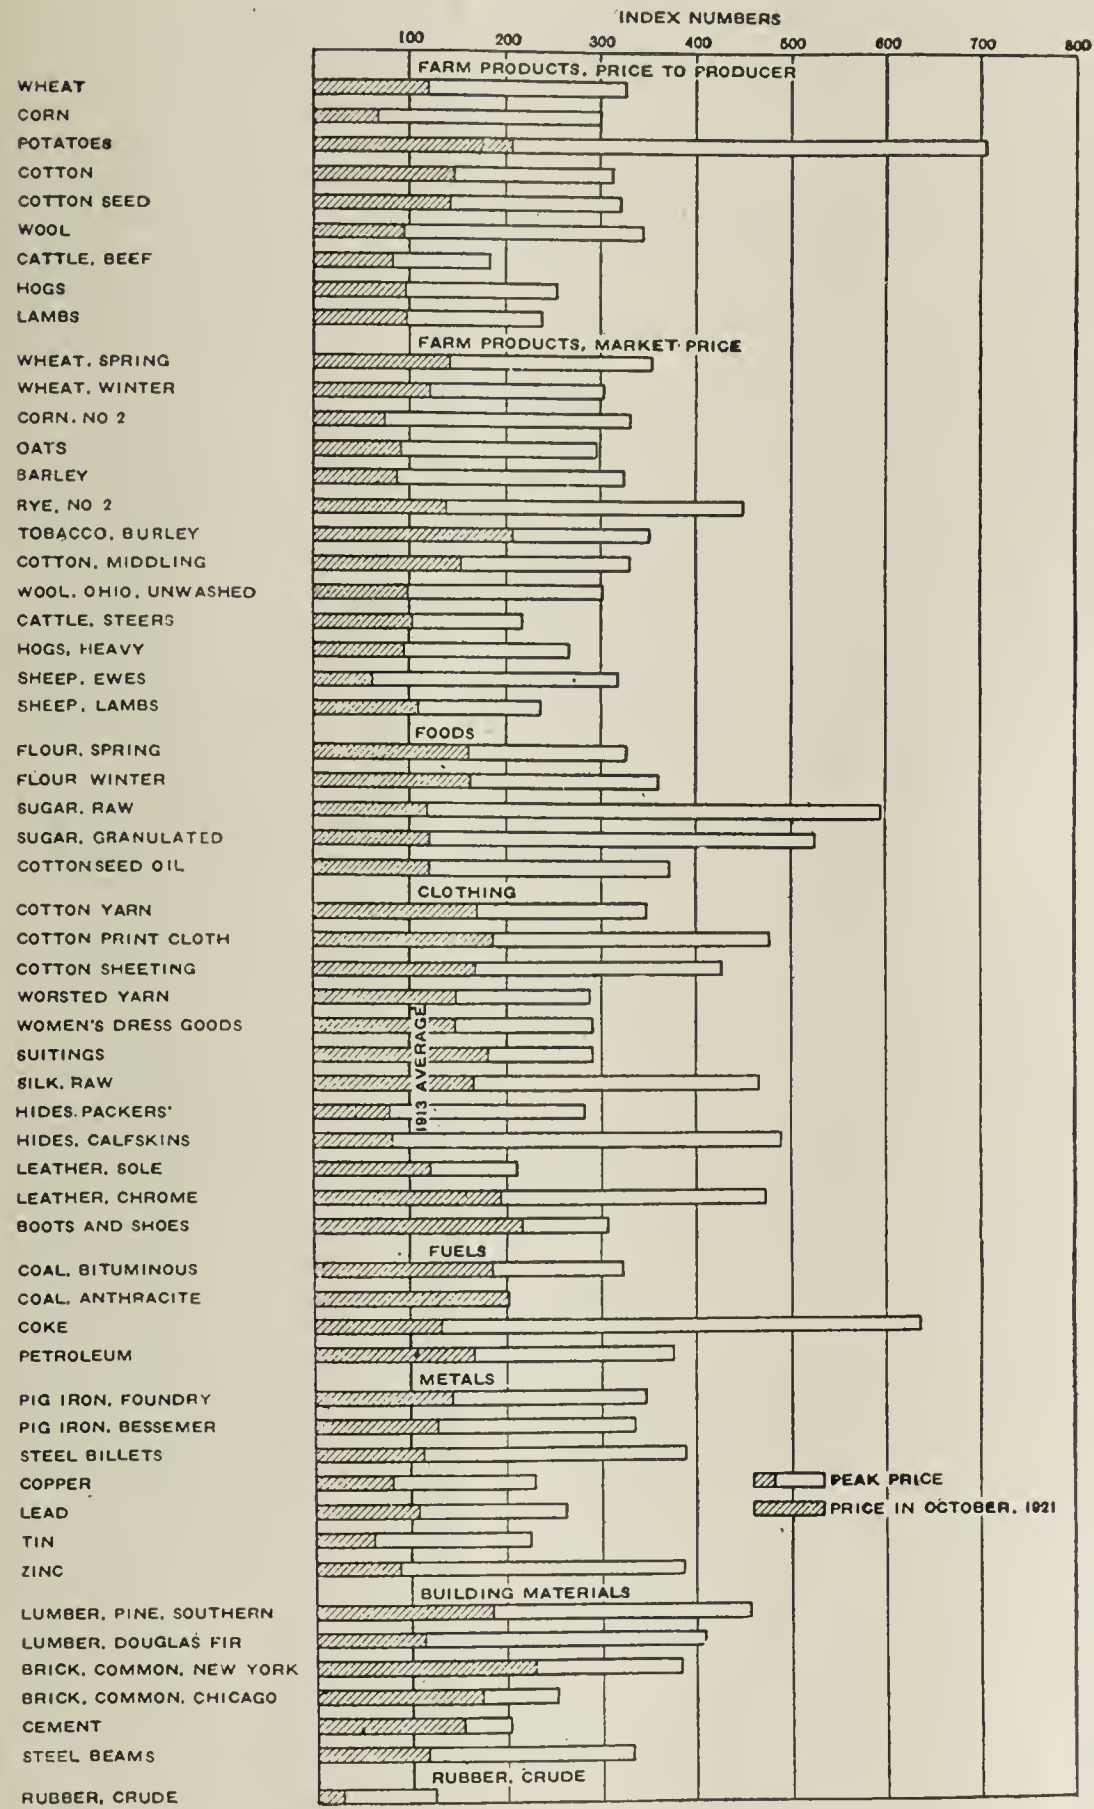 INDEX NUMBERS
100 200 300 400 500 600 700 800
FARM PRODUCTS, PRICE TO PRODUCER
WHEAT
CORN
POTATOES
COTTON
COTTON SEED
WOOL
CATTLE, BEEF
HOGS
LAMBS
FARM PRODUCTS, MARKET PRICE
WHEAT, SPRING
WHEAT, WINTER
CORN, NO 2
OATS
BARLEY
RYE, NO 2
TOBACCO, BURLEY
COTTON, MIDDLING
WOOL, OHIO, UNWASHED
CATTLE, STEERS
HOGS, HEAVY
SHEEP, EWES
SHEEP, LAMBS
FOODS
FLOUR, SPRING
FLOUR WINTER
SUGAR, RAW
SUGAR, GRANULATED
COTTONSEED OIL
CLOTHING
COTTON YARN
COTTON PRINT CLOTH
COTTON SHEETING
WORSTED YARN
WOMEN'S DRESS GOODS
SUITINGS
SILK, RAW
HIDES, PACKERS'
HIDES, CALFSKINS
LEATHER, SOLE
LEATHER, CHROME
BOOTS AND SHOES
1913 AVERAGE
FUELS
COAL, BITUMINOUS
COAL, ANTHRACITE
COKE
PETROLEUM
METALS
PIG IRON, FOUNDRY
PIG IRON, BESSEMER
STEEL BILLETS
COPPER
LEAD
TIN
ZINC
PEAK PRICE
PRICE IN OCTOBER, 1921
BUILDING MATERIALS
LUMBER, PINE, SOUTHERN
LUMBER, DOUGLAS FIR
BRICK, COMMON, NEW YORK
BRICK, COMMON, CHICAGO
CEMENT
STEEL BEAMS
RUBBER, CRUDE
RUBBER, CRUDE